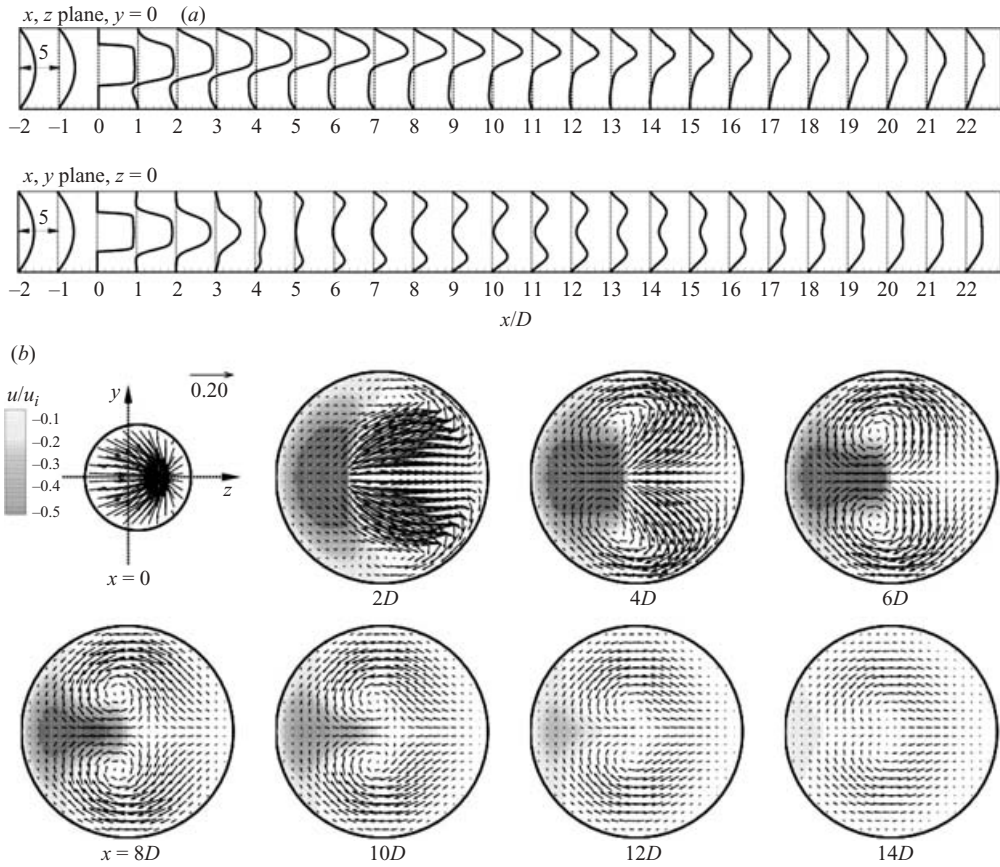 x, z plane, y = 0 (a)
5
–2 –1 0 1 2 3 4 5 6 7 8 9 10 11 12 13 14 15 16 17 18 19 20 21 22
x, y plane, z = 0
5
–2 –1 0 1 2 3 4 5 6 7 8 9 10 11 12 13 14 15 16 17 18 19 20 21 22
x/D
(b)
u/u_i
–0.1
–0.2
–0.3
–0.4
–0.5
y
0.20
z
x = 0
2D
4D
6D
x = 8D
10D
12D
14D